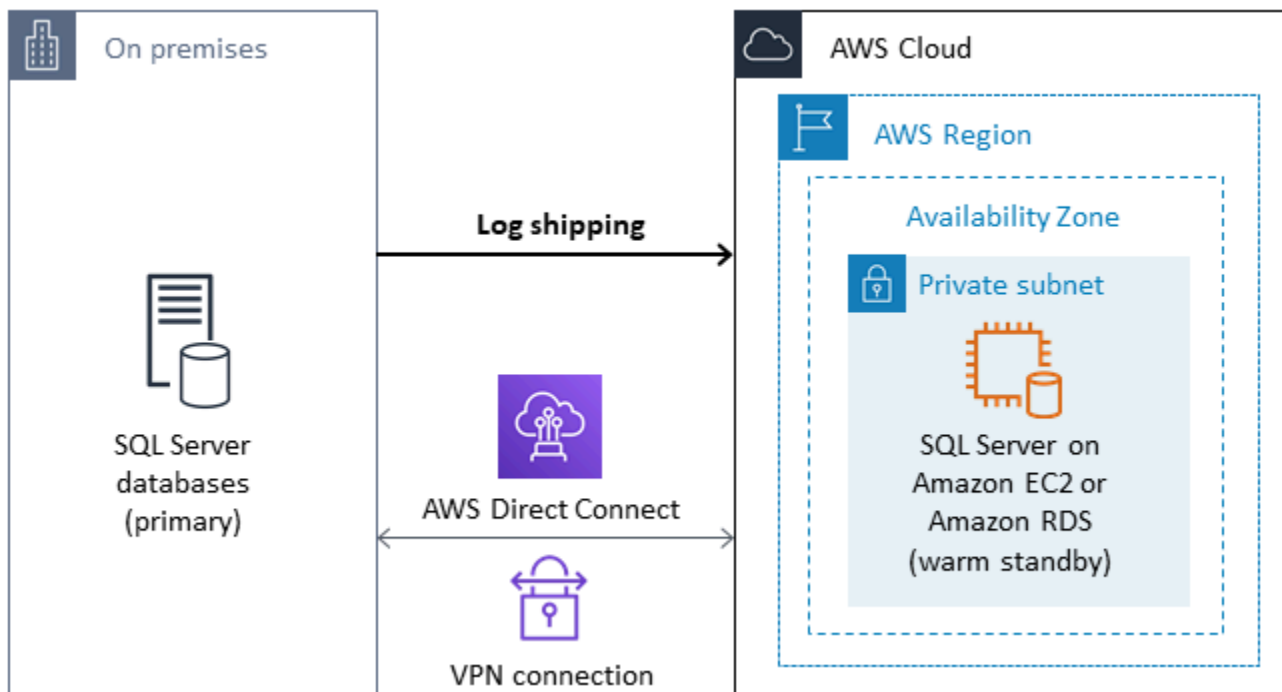 On premises
AWS Cloud
AWS Region
Availability Zone
Log shipping
Private subnet
SQL Server
databases
(primary)
AWS Direct Connect
VPN connection
SQL Server on
Amazon EC2 or
Amazon RDS
(warm standby)